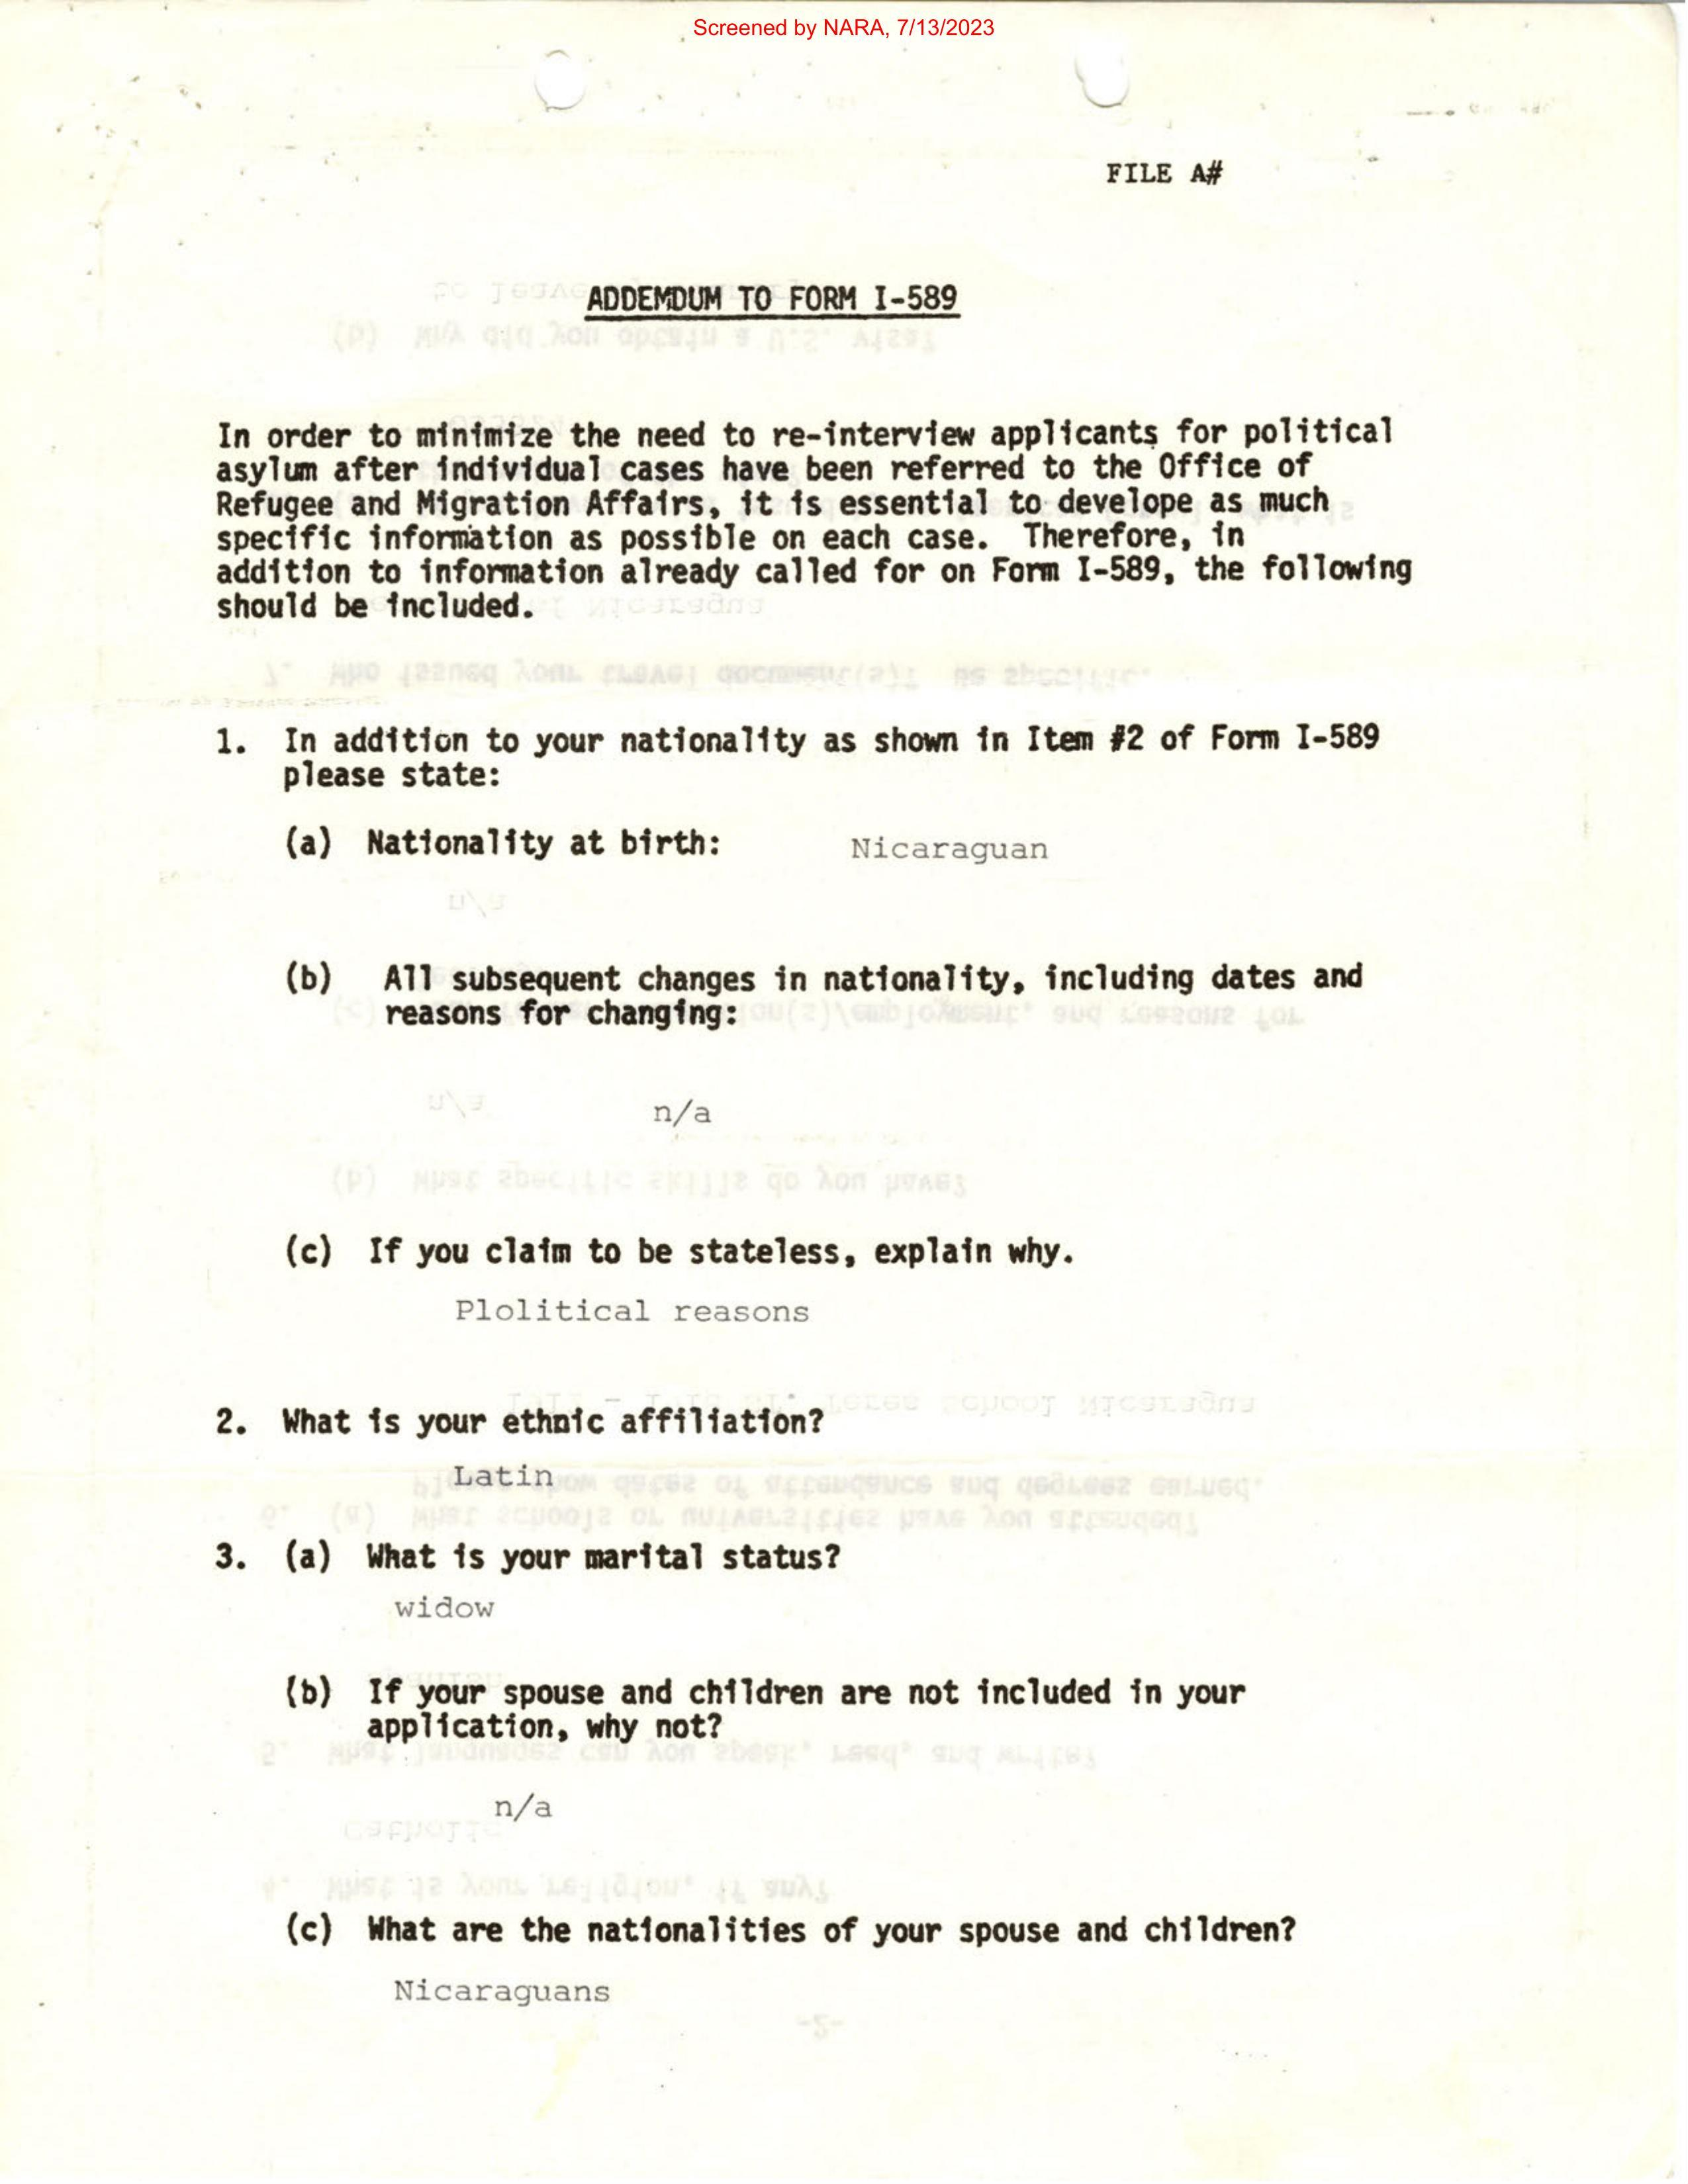 Screened by NARA, 7/13/2023
FILE A#
ADDEMDUM TO FORM I-589
In order to minimize the need to re-interview applicants for political
asylum after individual cases have been referred to the Office of
Refugee and Migration Affairs, it is essential to develope as much
specific information as possible on each case. Therefore, in
addition to information already called for on Form I-589, the following
should be included.
1. In addition to your nationality as shown in Item #2 of Form I-589
please state:
(a) Nationality at birth: Nicaraguan
(b) All subsequent changes in nationality, including dates and
reasons for changing:
n/a
(c) If you claim to be stateless, explain why.
Plolitical reasons
2. What is your ethnic affiliation?
Latin
3. (a) What is your marital status?
widow
(b) If your spouse and children are not included in your
application, why not?
n/a
(c) What are the nationalities of your spouse and children?
Nicaraguans